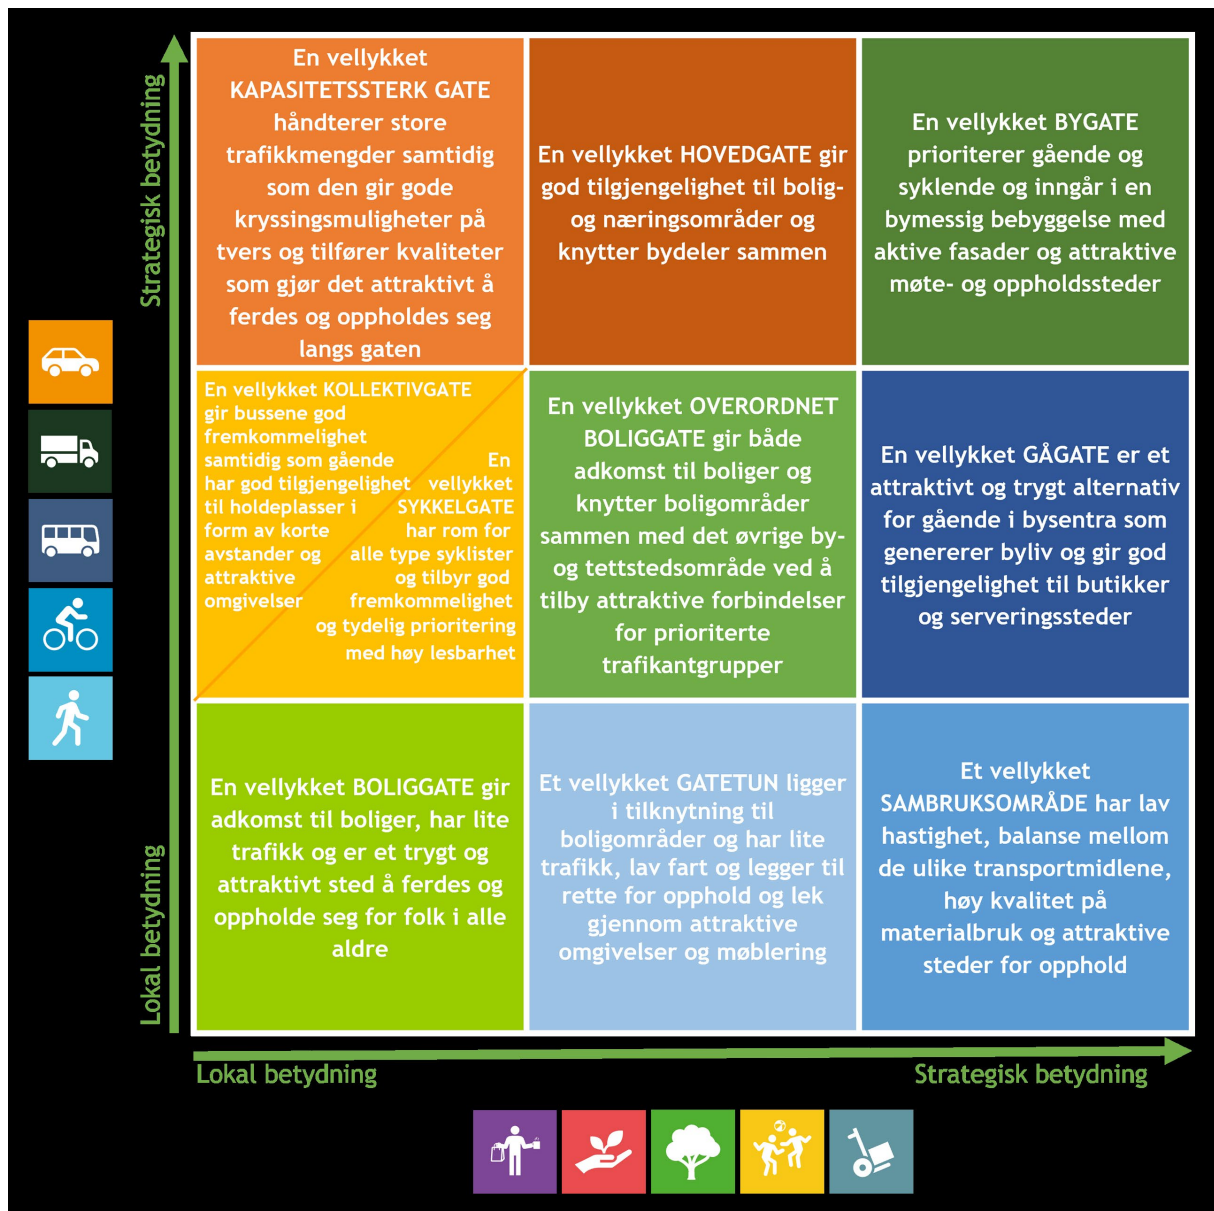 Strategisk betydning
Lokal betydning
En vellykket
KAPASITETSSTERK GATE
håndterer store
trafikkmengder samtidig
som den gir gode
kryssingsmuligheter på
tvers og tilfører kvaliteter
som gjør det attraktivt å
ferdes og oppholdes seg
langs gaten
En vellykket HOVEDGATE gir
god tilgjengelighet til bolig-
og næringsområder og
knytter bydeler sammen
En vellykket BYGATE
prioriterer gående og
syklende og inngår i en
bymessig bebyggelse med
aktive fasader og attraktive
møte- og oppholdssteder
En vellykket KOLLEKTIVGATE
gir bussene god
fremkommelighet
samtidig som gående
har god tilgjengelighet
til holdeplasser i
form av korte
avstander og
attraktive
omgivelser
En
vellykket
SYKKELGATE
har rom for
alle type syklister
og tilbyr god
fremkommelighet
og tydelig prioritering
med høy lesbarhet
En vellykket OVERORDNET
BOLIGGATE gir både
adkomst til boliger og
knytter boligområder
sammen med det øvrige by-
og tettstedsområde ved å
tilby attraktive forbindelser
for prioriterte
trafikantgrupper
En vellykket GÅGATE er et
attraktivt og trygt alternativ
for gående i bysentra som
genererer byliv og gir god
tilgjengelighet til butikker
og serveringssteder
En vellykket BOLIGGATE gir
adkomst til boliger, har lite
trafikk og er et trygt og
attraktivt sted å ferdes og
oppholde seg for folk i alle
aldre
Et vellykket GATETUN ligger
i tilknytning til
boligområder og har lite
trafikk, lav fart og legger til
rette for opphold og lek
gjennom attraktive
omgivelser og møblering
Et vellykket
SAMBRUKSOMRÅDE har lav
hastighet, balanse mellom
de ulike transportmidlene,
høy kvalitet på
materialbruk og attraktive
steder for opphold
Lokal betydning
Strategisk betydning